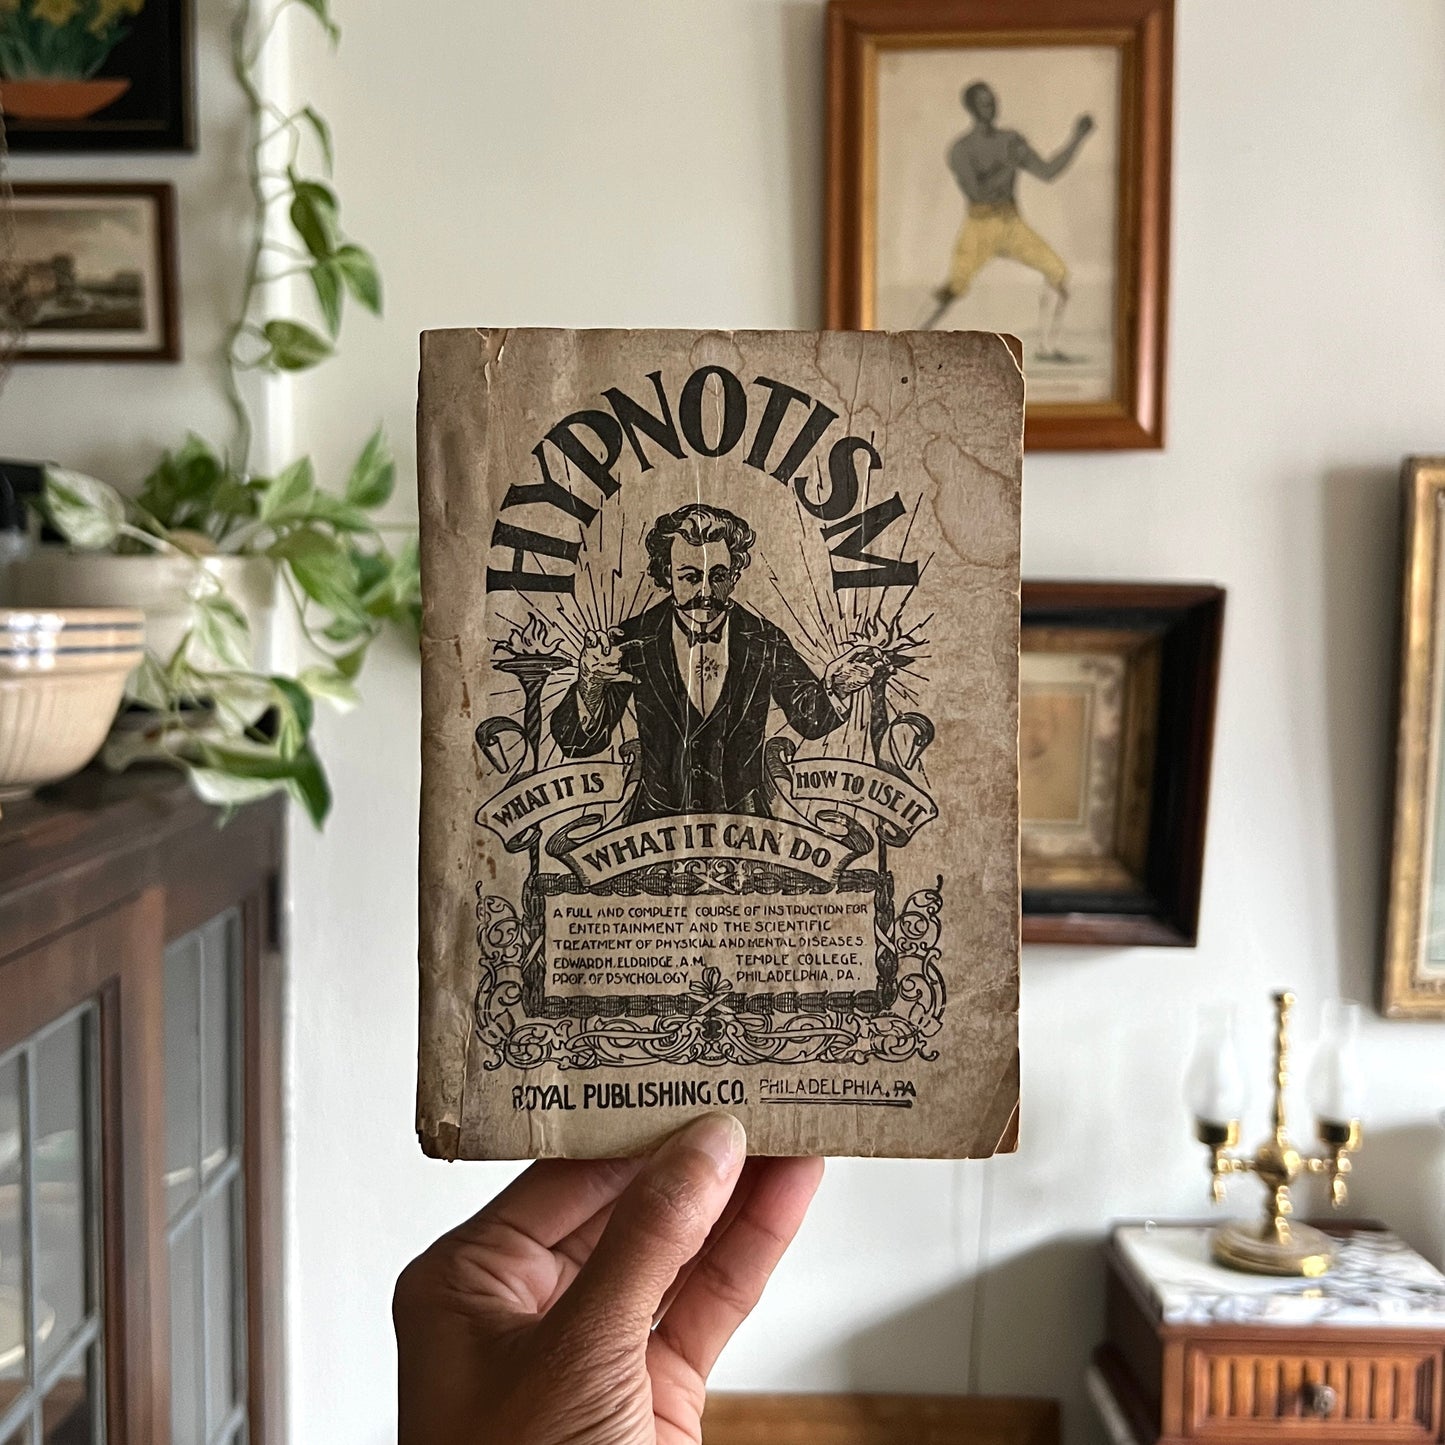 HYPNOTISM
WHAT IT IS
HOW TO USE IT
WHAT IT CAN DO
A FULL AND COMPLETE COURSE OF INSTRUCTION FOR
ENTERTAINMENT AND THE SCIENTIFIC
TREATMENT OF PHYSICIAL AND MENTAL DISEASES.
EDWARD H. ELDRIDGE, A.M. TEMPLE COLLEGE,
PROF. OF PSYCHOLOGY PHILADELPHIA, PA.
ROYAL PUBLISHING CO. PHILADELPHIA, PA